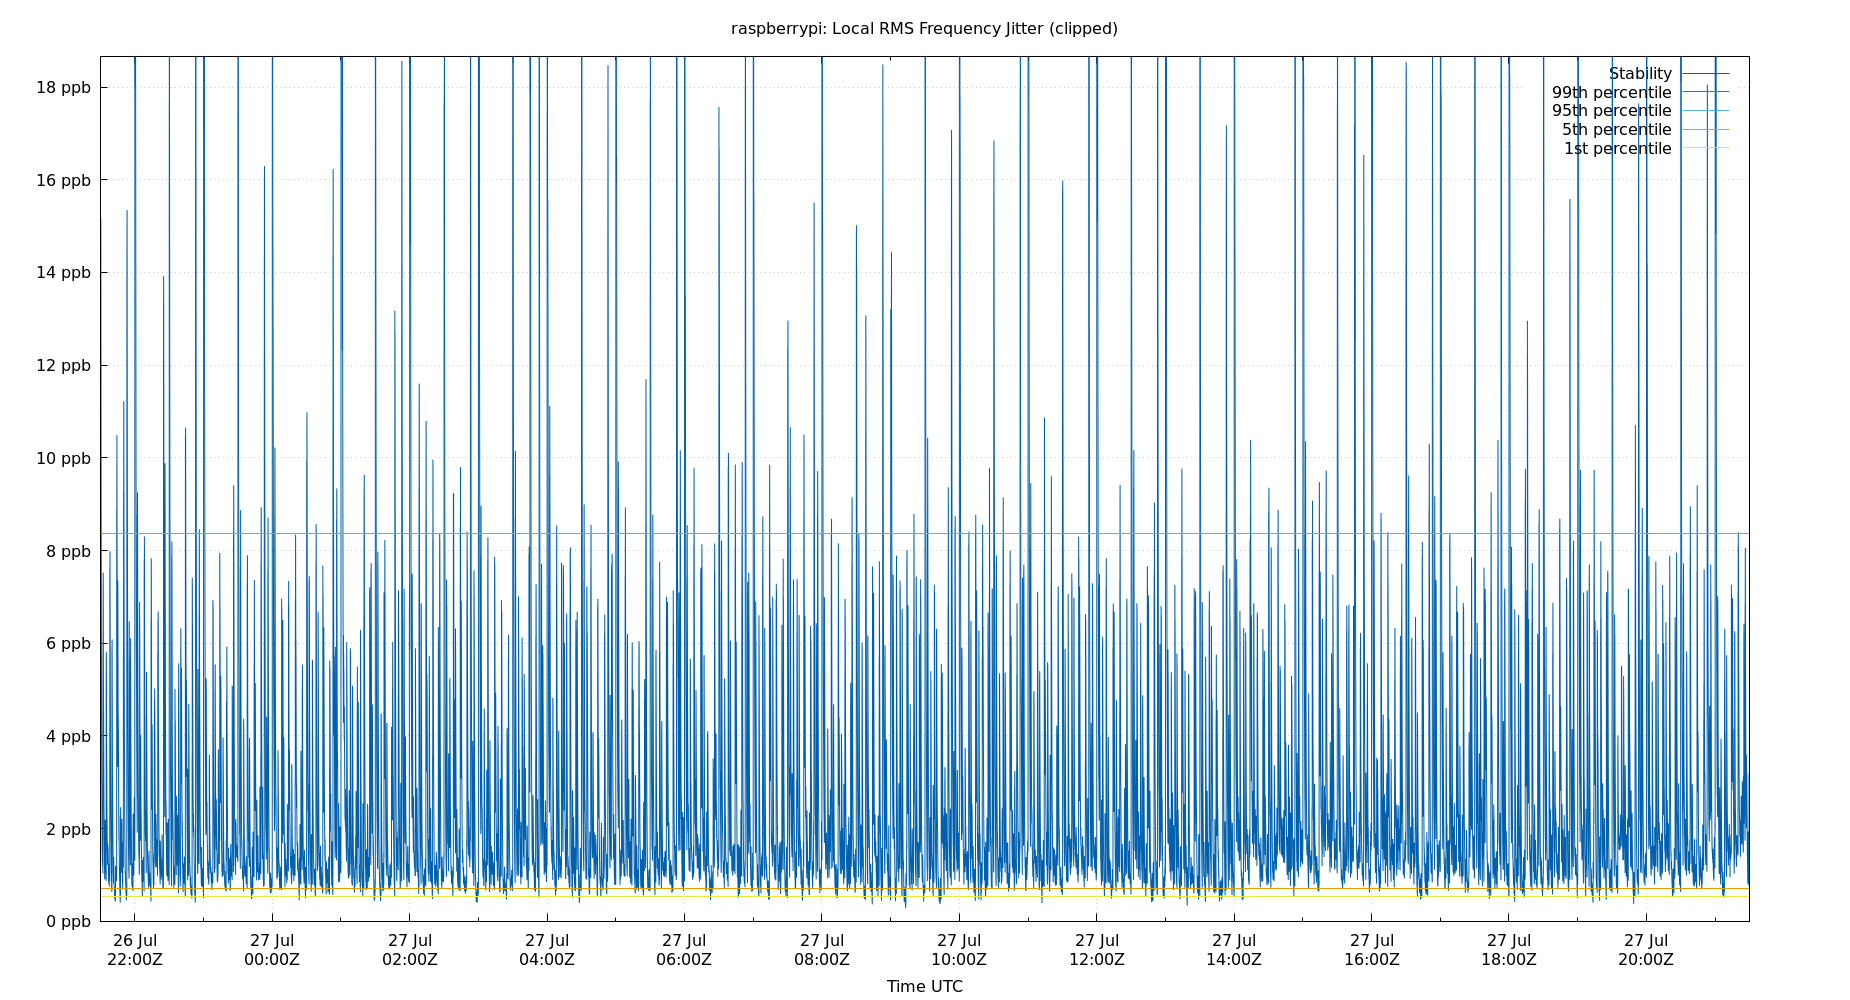 raspberrypi: Local RMS Frequency Jitter (clipped)
Stability
99th percentile
95th percentile
5th percentile
1st percentile
18 ppb
16 ppb
14 ppb
12 ppb
10 ppb
8 ppb
6 ppb
4 ppb
2 ppb
0 ppb
26 Jul 27 Jul 27 Jul 27 Jul 27 Jul 27 Jul 27 Jul 27 Jul 27 Jul 27 Jul 27 Jul 27 Jul
22:00Z 00:00Z 02:00Z 04:00Z 06:00Z 08:00Z 10:00Z 12:00Z 14:00Z 16:00Z 18:00Z 20:00Z
Time UTC